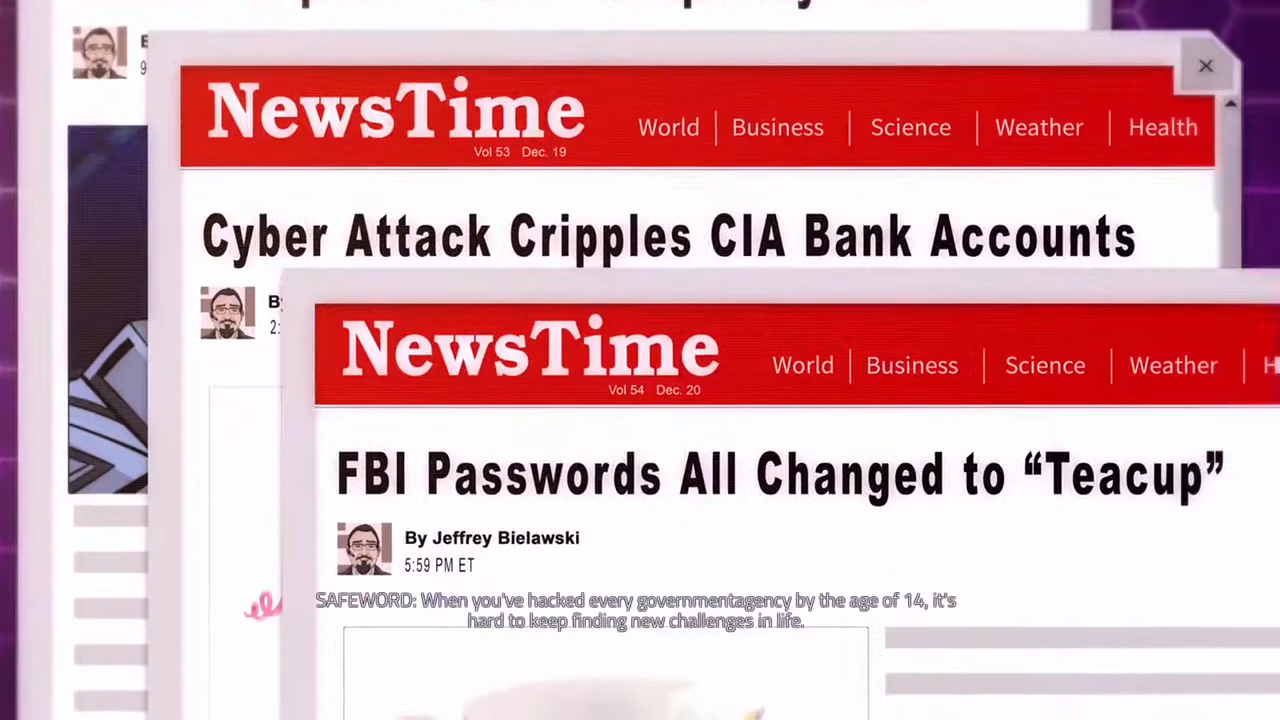 NewsTime
World | Business | Science | Weather | Health
Vol 53 Dec. 19
Cyber Attack Cripples CIA Bank Accounts
NewsTime
World | Business | Science | Weather |
Vol 54 Dec. 20
FBI Passwords All Changed to “Teacup”
By Jeffrey Bielawski
5:59 PM ET
SAFEWORD: When you've hacked every governmentagency by the age of 14, it's
hard to keep finding new challenges in life.